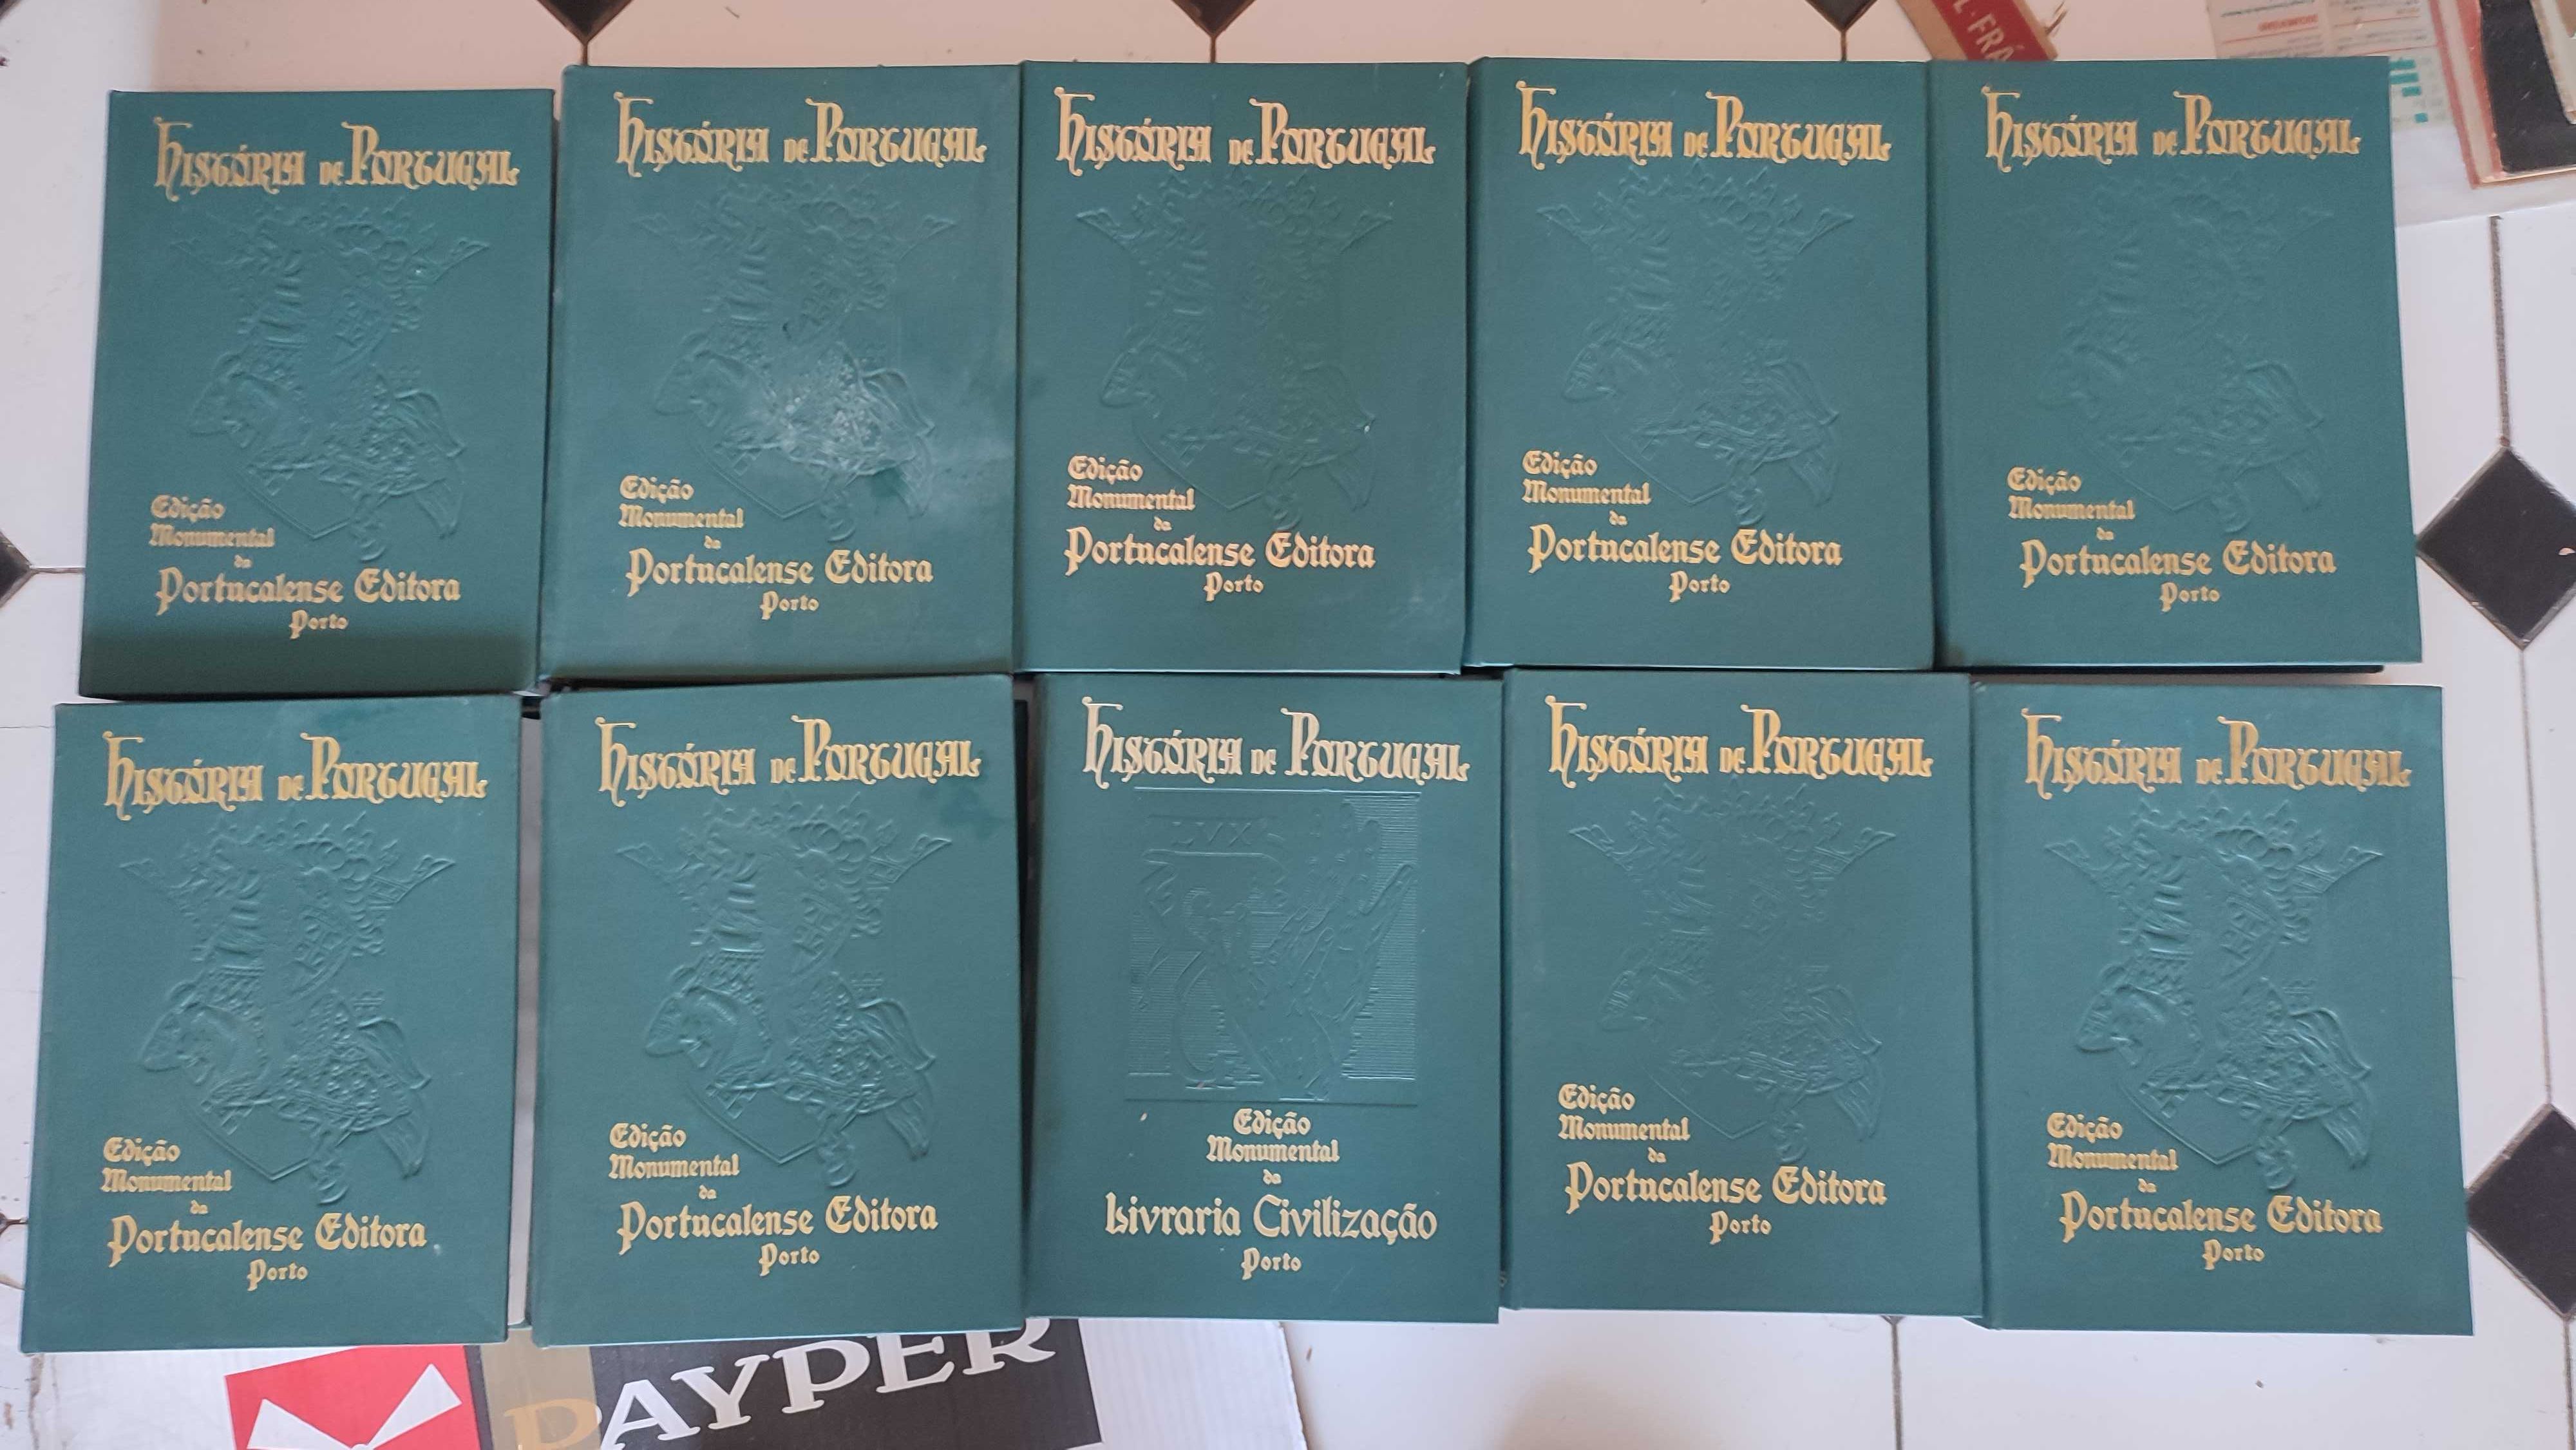 L·FRÁ
História de Portugal
Edição
Monumental
da
Portucalense Editora
Porto
História de Portugal
Edição
Monumental
da
Portucalense Editora
Porto
História de Portugal
Edição
Monumental
da
Portucalense Editora
Porto
História de Portugal
Edição
Monumental
da
Portucalense Editora
Porto
História de Portugal
Edição
Monumental
da
Portucalense Editora
Porto
História de Portugal
Edição
Monumental
da
Portucalense Editora
Porto
História de Portugal
Edição
Monumental
da
Portucalense Editora
Porto
História de Portugal
LVX
Edição
Monumental
da
Livraria Civilização
Porto
História de Portugal
Edição
Monumental
da
Portucalense Editora
Porto
História de Portugal
Edição
Monumental
da
Portucalense Editora
Porto
PAYPER